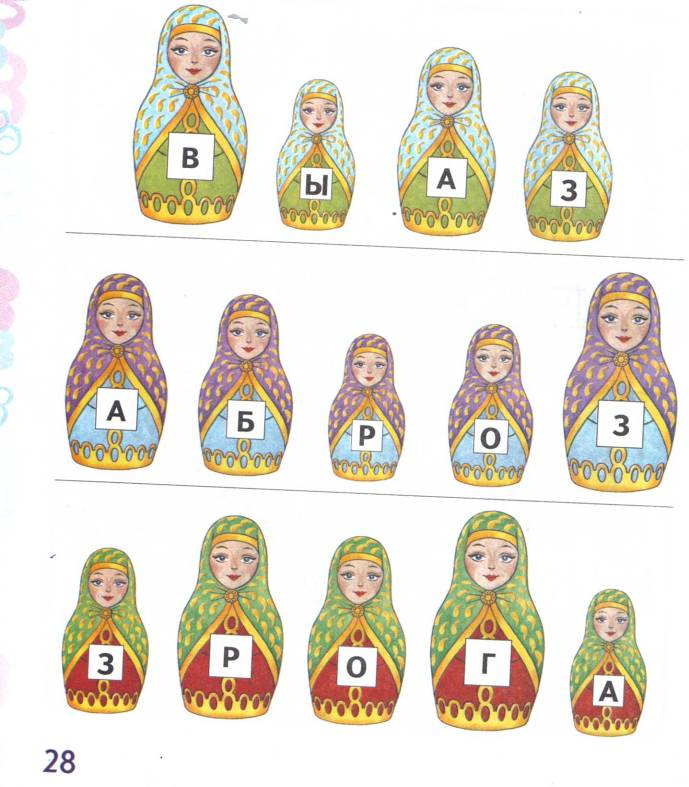 В Ы А З
А Б Р О З
З Р О Г А
28